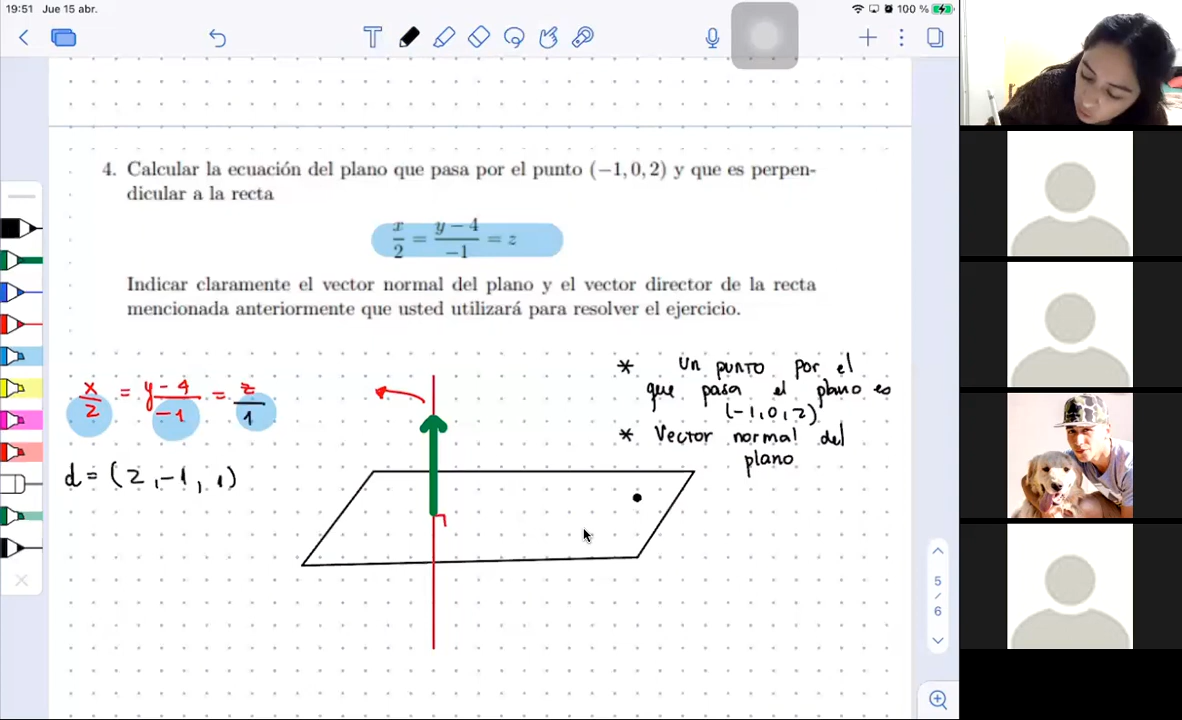 19:51 Jue 15 abr.
100 %
4. Calcular la ecuación del plano que pasa por el punto (−1, 0, 2) y que es perpen-
dicular a la recta
x/2 = y − 4/−1 = z
Indicar claramente el vector normal del plano y el vector director de la recta
mencionada anteriormente que usted utilizará para resolver el ejercicio.
x/2 = y − 4/−1 = z/1
d = (2, −1, 1)
* Un punto por el
que pasa el plano es
(−1, 0, 2)
* Vector normal del
plano
5
/
6